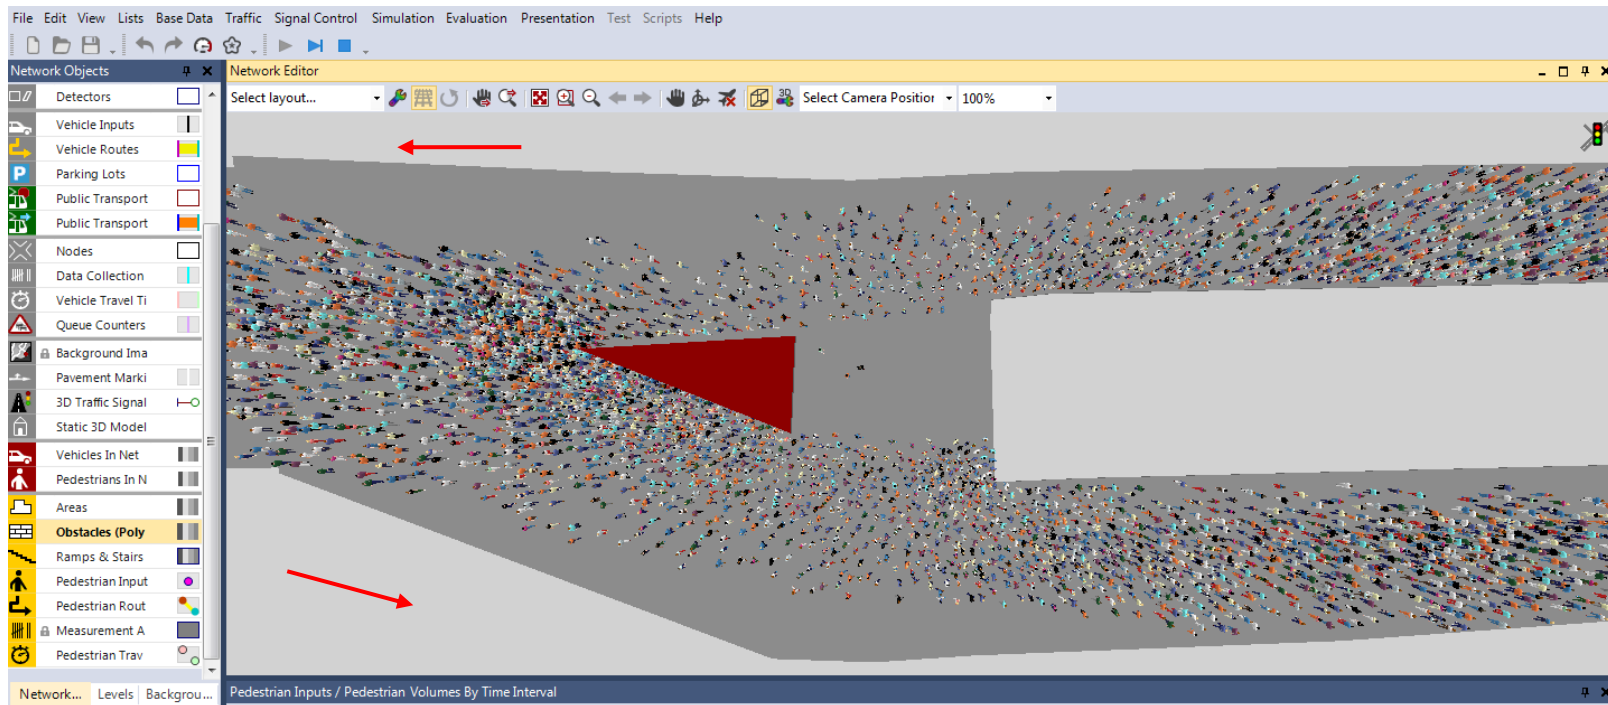 File Edit View Lists Base Data Traffic Signal Control Simulation Evaluation Presentation Test Scripts Help
Network Objects
Network Editor
Select layout...
Select Camera Position
100%
Detectors
Vehicle Inputs
Vehicle Routes
Parking Lots
Public Transport
Public Transport
Nodes
Data Collection
Vehicle Travel Ti
Queue Counters
Background Ima
Pavement Marki
3D Traffic Signal
Static 3D Model
Vehicles In Net
Pedestrians In N
Areas
Obstacles (Poly
Ramps & Stairs
Pedestrian Input
Pedestrian Rout
Measurement A
Pedestrian Trav
Network... Levels Backgrou...
Pedestrian Inputs / Pedestrian Volumes By Time Interval